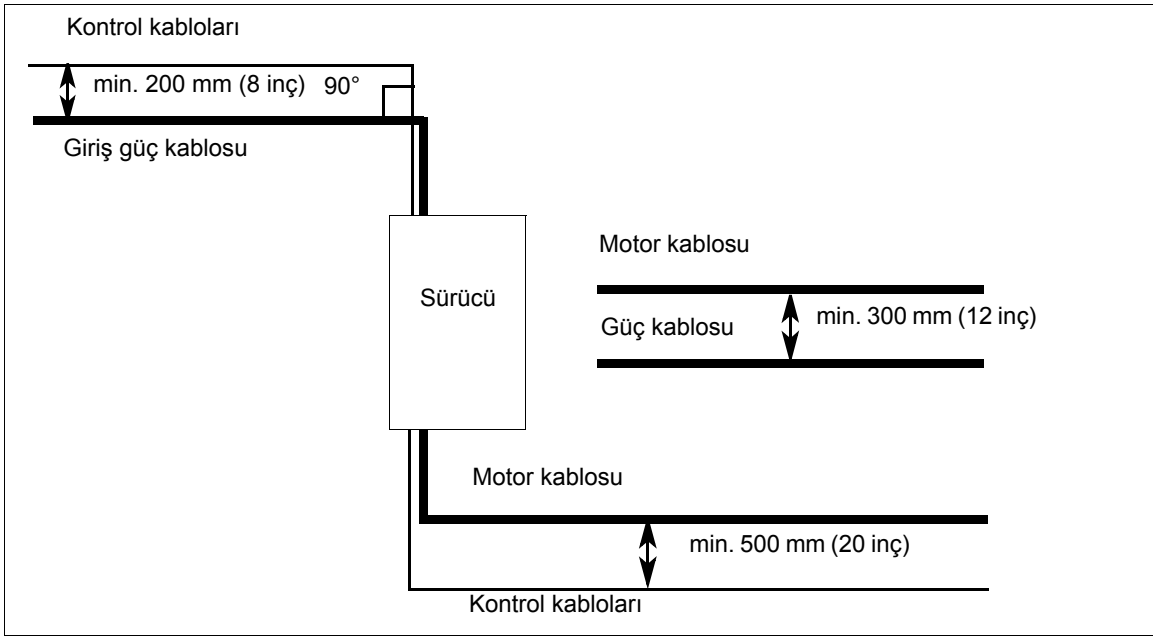 Kontrol kabloları
min. 200 mm (8 inç) 90°
Giriş güç kablosu
Motor kablosu
Sürücü
Güç kablosu
min. 300 mm (12 inç)
Motor kablosu
min. 500 mm (20 inç)
Kontrol kabloları